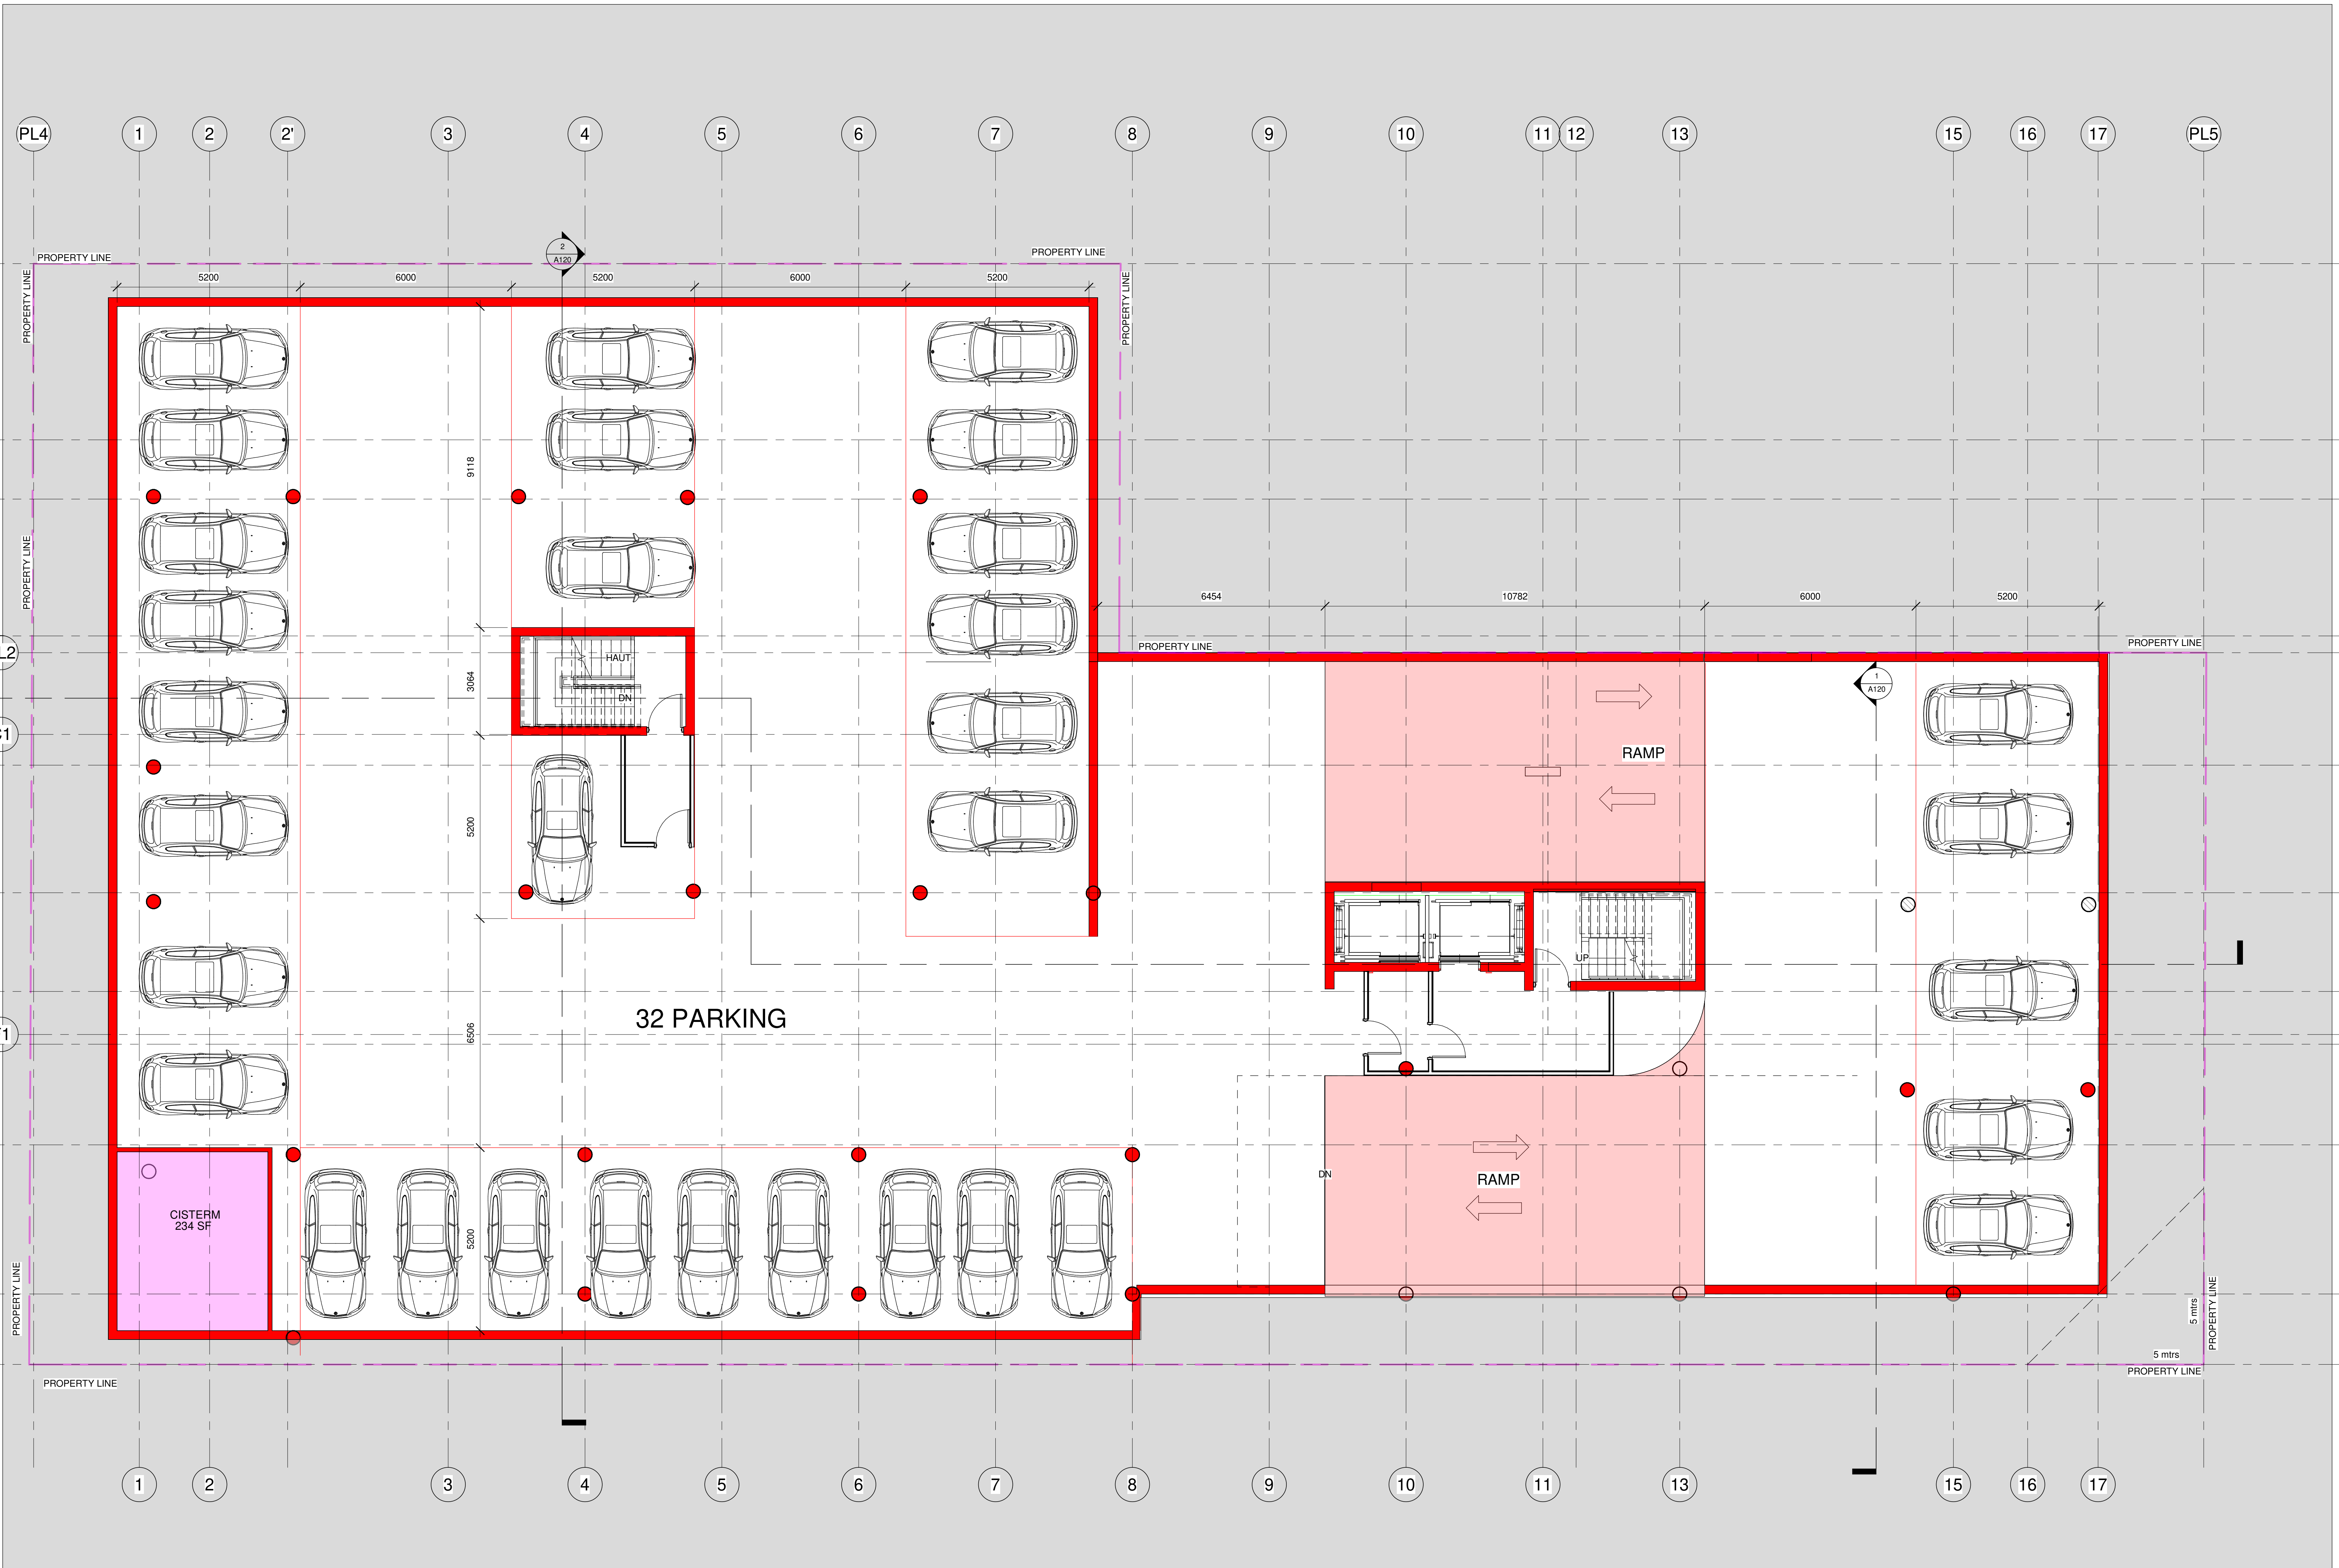 PL4
1
2
2'
3
4
5
6
7
8
9
10
11
12
13
15
16
17
PL5
2
A120
PROPERTY LINE
PROPERTY LINE
PROPERTY LINE
PROPERTY LINE
5200
6000
5200
6000
5200
9118
PROPERTY LINE
6454
10782
6000
5200
PROPERTY LINE
PROPERTY LINE
L2
HAUT
3064
DN
1
A120
RAMP
5200
UP
32 PARKING
6506
DN
RAMP
CISTERM
234 SF
5200
PROPERTY LINE
5 mtrs
PROPERTY LINE
5 mtrs
PROPERTY LINE
PROPERTY LINE
1
2
3
4
5
6
7
8
9
10
11
13
15
16
17